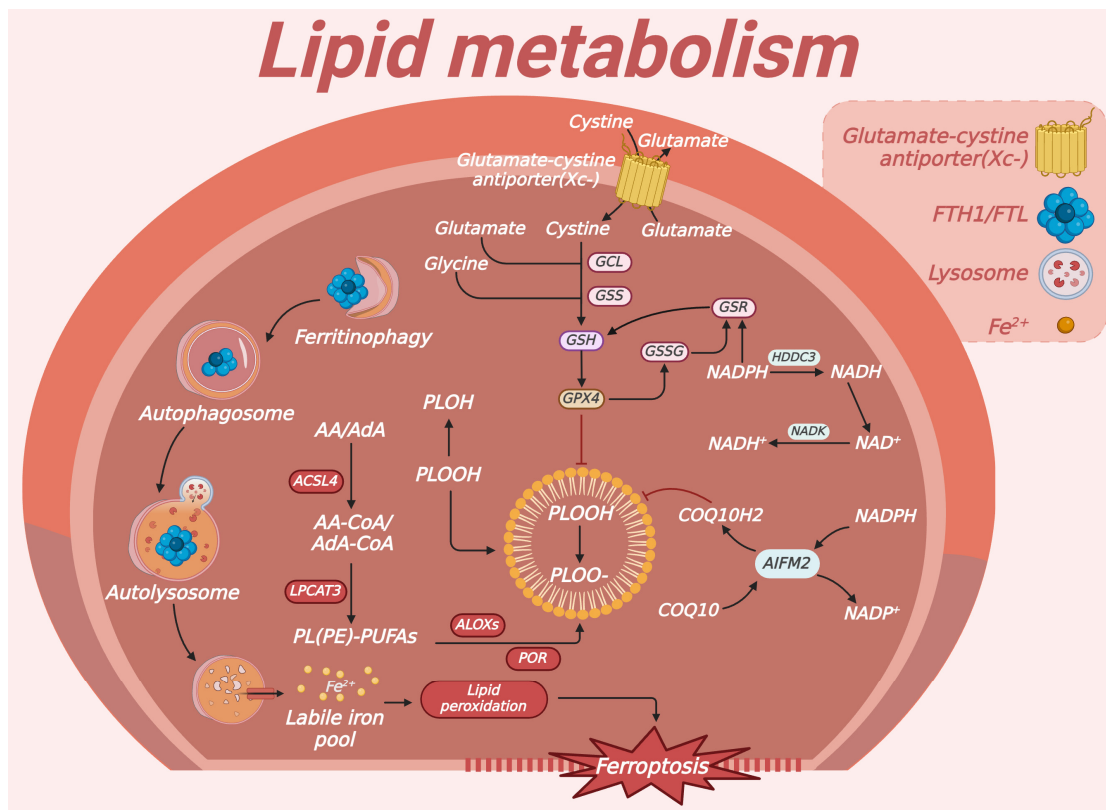 Lipid metabolism
Cystine
Glutamate
Glutamate-cystine
antiporter(Xc-)
Glutamate
Cystine
Glutamate
Glycine
GCL
GSS
GSH
GSR
GSSG
GPX4
NADPH
HDDC3
NADH
NADH⁺
NADK
NAD⁺
Ferritinophagy
Autophagosome
Autolysosome
AA/AdA
ACSL4
AA-CoA/
AdA-CoA
LPCAT3
PL(PE)-PUFAs
ALOXs
POR
PLOH
PLOOH
PLOOH
PLOO-
COQ10H2
NADPH
AIFM2
COQ10
NADP⁺
Fe²⁺
Labile iron
pool
Lipid
peroxidation
Ferroptosis
Glutamate-cystine
antiporter(Xc-)
FTH1/FTL
Lysosome
Fe²⁺